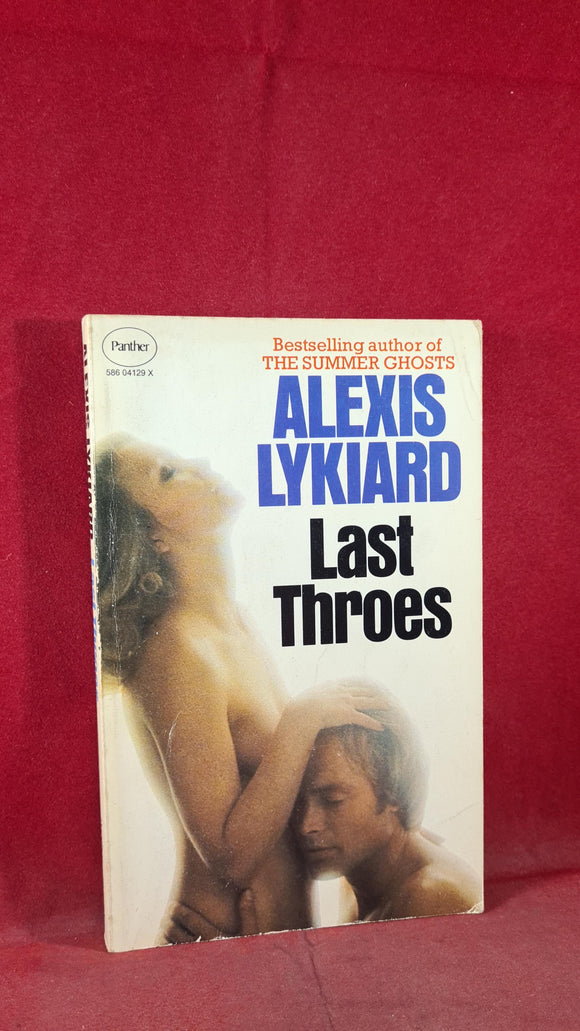 Panther
586 04129 X
Bestselling author of
THE SUMMER GHOSTS
ALEXIS
LYKIARD
Last
Throes